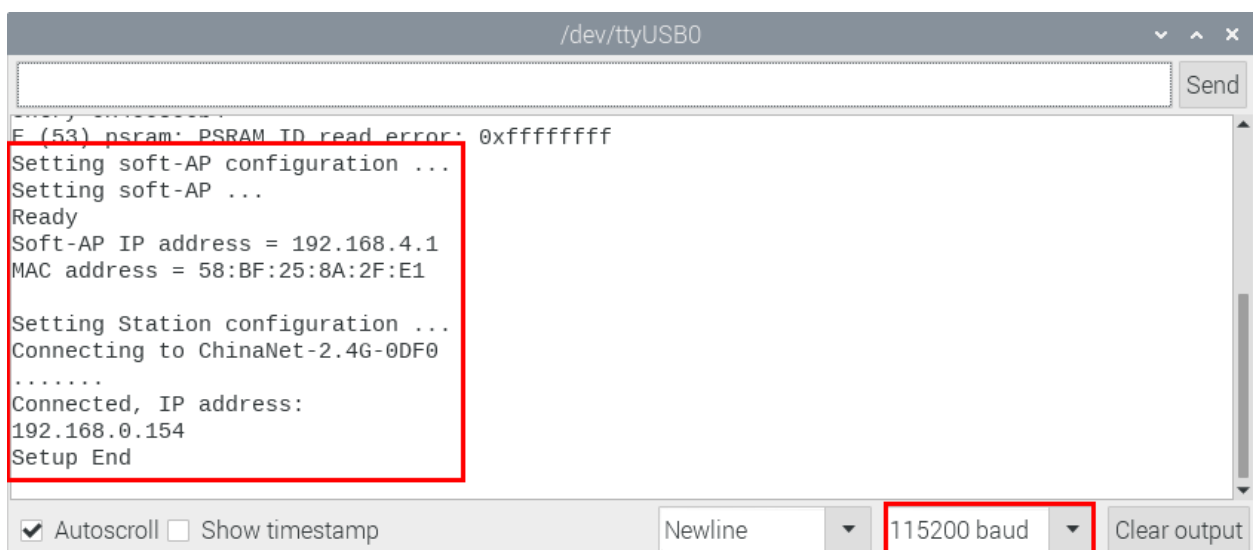 /dev/ttyUSB0
Send
E (53) psram: PSRAM ID read error: 0xffffffff
Setting soft-AP configuration ...
Setting soft-AP ...
Ready
Soft-AP IP address = 192.168.4.1
MAC address = 58:BF:25:8A:2F:E1
Setting Station configuration ...
Connecting to ChinaNet-2.4G-0DF0
.......
Connected, IP address:
192.168.0.154
Setup End
Autoscroll Show timestamp Newline 115200 baud Clear output